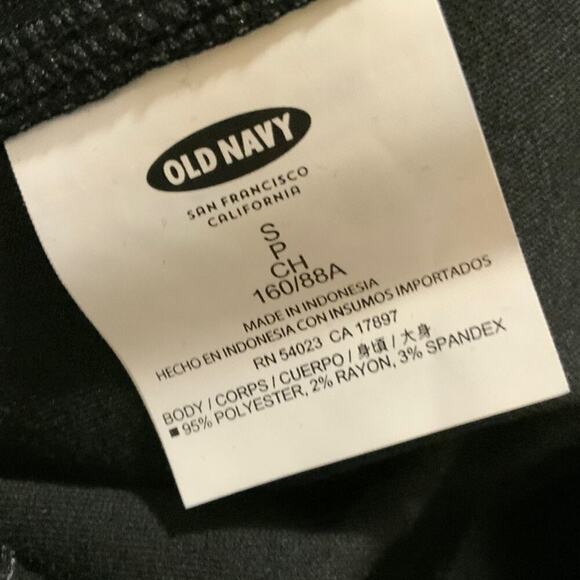 OLD NAVY
SAN FRANCISCO
CALIFORNIA
S
P
CH
160/88A
MADE IN INDONESIA
HECHO EN INDONESIA CON INSUMOS IMPORTADOS
RN 54023 CA 17897
BODY / CORPS / CUERPO / 身頃 / 大身
■ 95% POLYESTER, 2% RAYON, 3% SPANDEX